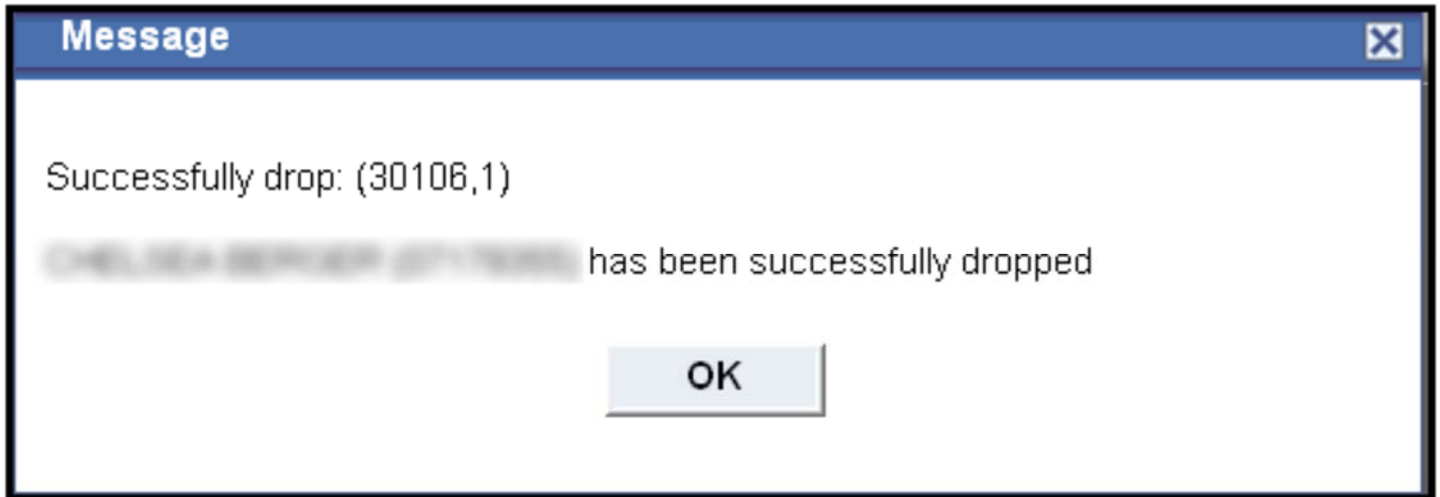 Message
Successfully drop: (30106,1)
has been successfully dropped
OK